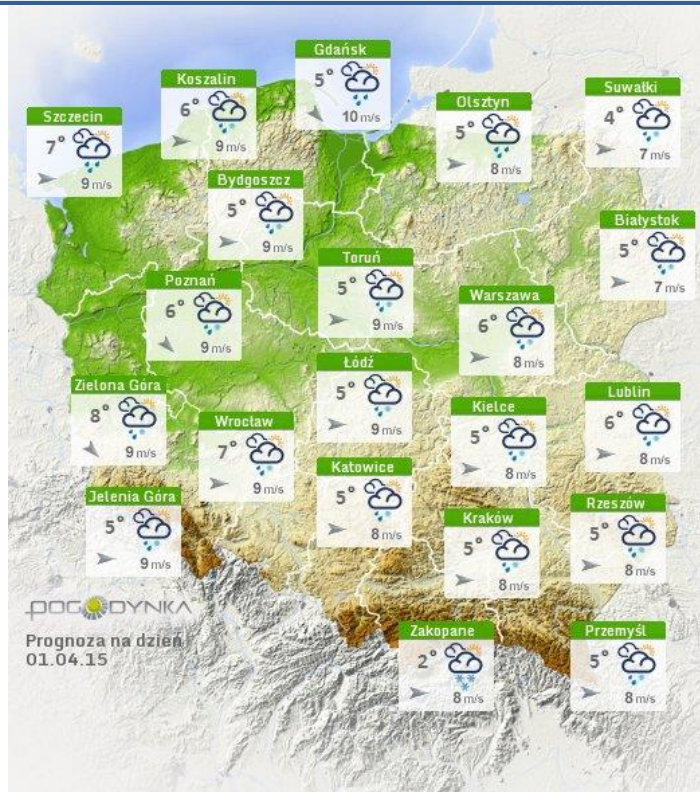 Gdańsk
5°
10 m/s
Koszalin
6°
9 m/s
Suwałki
4°
7 m/s
Olsztyn
5°
8 m/s
Szczecin
7°
9 m/s
Bydgoszcz
5°
9 m/s
Białystok
5°
7 m/s
Toruń
5°
9 m/s
Poznań
6°
9 m/s
Warszawa
6°
8 m/s
Łódź
5°
9 m/s
Zielona Góra
8°
9 m/s
Lublin
6°
8 m/s
Kielce
5°
8 m/s
Wrocław
7°
9 m/s
Katowice
5°
8 m/s
Jelenia Góra
5°
9 m/s
Rzeszów
5°
8 m/s
Kraków
5°
8 m/s
POGODYNKA
Prognoza na dzień
01.04.15
Zakopane
2°
8 m/s
Przemyśl
5°
8 m/s